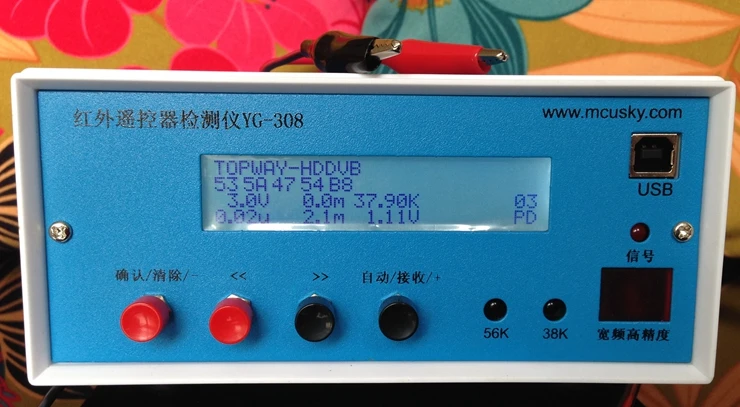 红外遥控器检测仪YG-308
www.mcusky.com
TOPWAY-HDDVB
53 5A 47 54 B8
3.0V 0.0m 37.90K 03
0.02u 2.1m 1.11V PD
USB
信号
确认/清除/- << >> 自动/接收/+
56K 38K 宽频高精度